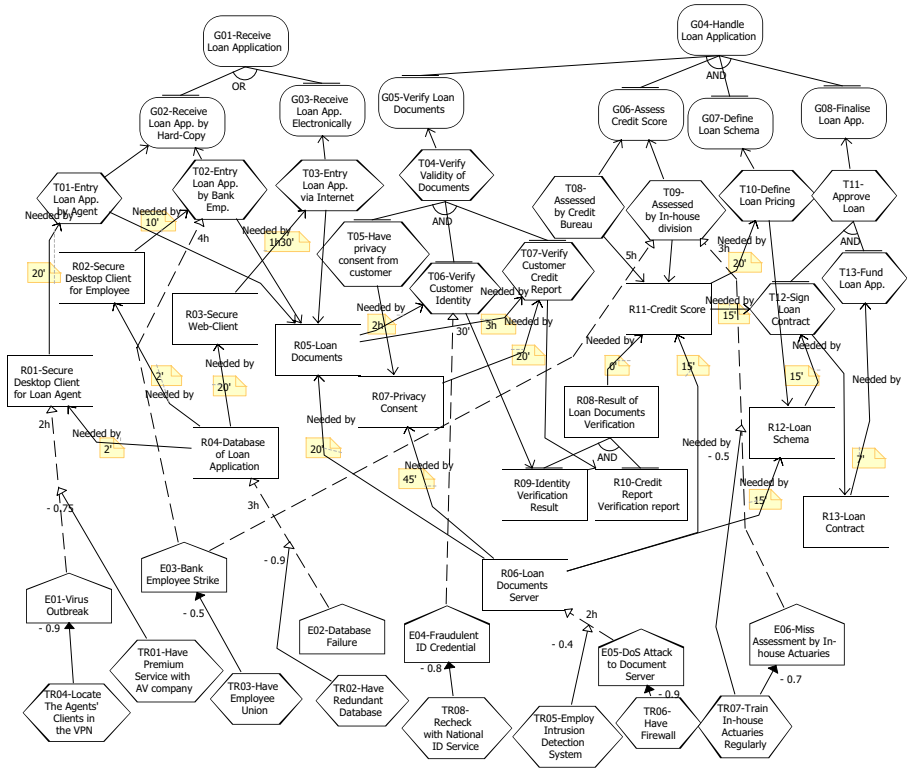 G01-Receive
Loan Application
OR
G04-Handle
Loan Application
AND
G02-Receive
Loan App. by
Hard-Copy
G03-Receive
Loan App.
Electronically
G05-Verify Loan
Documents
G06-Assess
Credit Score
G07-Define
Loan Schema
G08-Finalise
Loan App.
T01-Entry
Loan App.
by Agent
T02-Entry
Loan App.
by Bank
Emp.
T03-Entry
Loan App.
via Internet
T04-Verify
Validity of
Documents
AND
T08-
Assessed
by Credit
Bureau
T09-
Assessed
by In-house
division
T10-Define
Loan Pricing
T11-
Approve
Loan
AND
Needed by
Needed by
10'
4h
Needed by
1h30'
T05-Have
privacy
consent from
customer
T06-Verify
Customer
Identity
T07-Verify
Customer
Credit
Report
5h
3h
Needed by
20'
T12-Sign
Loan
Contract
T13-Fund
Loan App.
20'
R02-Secure
Desktop Client
for Employee
R03-Secure
Web-Client
R05-Loan
Documents
Needed by
2h
30'
3h
Needed by
R11-Credit Score
Needed by
15'
R01-Secure
Desktop Client
for Loan Agent
2'
Needed by
Needed by
20'
R07-Privacy
Consent
Needed by
20'
Needed by
0'
Needed by
15'
Needed by
15'
Needed by
2h
Needed by
2'
R04-Database
of Loan
Application
Needed by
20'
R08-Result of
Loan Documents
Verification
AND
R12-Loan
Schema
- 0.5
Needed by
45'
R09-Identity
Verification
Result
R10-Credit
Report
Verification report
Needed by
15'
7'
R13-Loan
Contract
- 0.75
3h
- 0.9
E01-Virus
Outbreak
- 0.9
E03-Bank
Employee Strike
- 0.5
E02-Database
Failure
E04-Fraudulent
ID Credential
- 0.8
R06-Loan
Documents
Server
2h
- 0.4
E05-DoS Attack
to Document
Server
- 0.9
E06-Miss
Assessment by In-
house Actuaries
- 0.7
TR04-Locate
The Agents'
Clients in
the VPN
TR01-Have
Premium
Service with
AV company
TR03-Have
Employee
Union
TR02-Have
Redundant
Database
TR08-
Recheck
with National
ID Service
TR05-Employ
Intrusion
Detection
System
TR06-
Have
Firewall
TR07-Train
In-house
Actuaries
Regularly